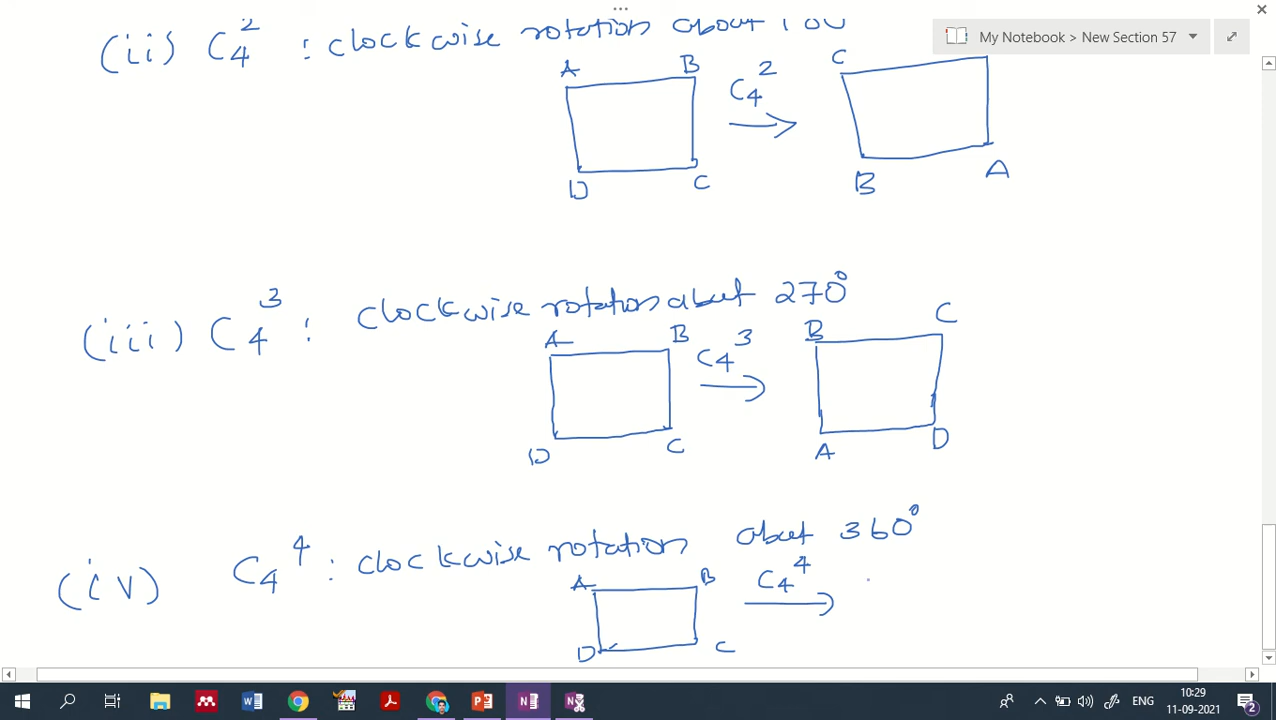 My Notebook > New Section 57
(ii) C4^2 : clockwise rotation about 180
A B C4^2 C
D C B A
(iii) C4^3 : clockwise rotation about 270°
A B C4^3 B C
D C A D
(iv) C4^4 : clockwise rotation about 360°
A B C4^4
D C
ENG
10:29
11-09-2021
2